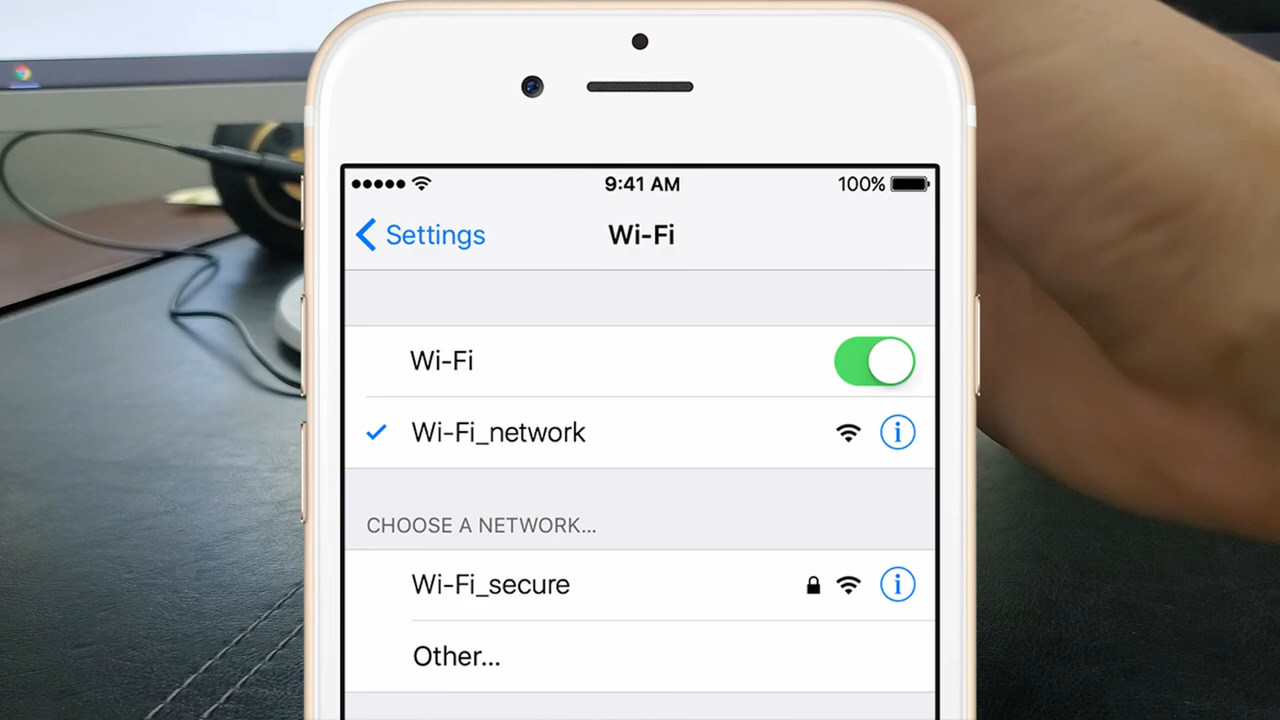 9:41 AM 100%
Settings Wi-Fi
Wi-Fi
Wi-Fi_network
CHOOSE A NETWORK...
Wi-Fi_secure
Other...